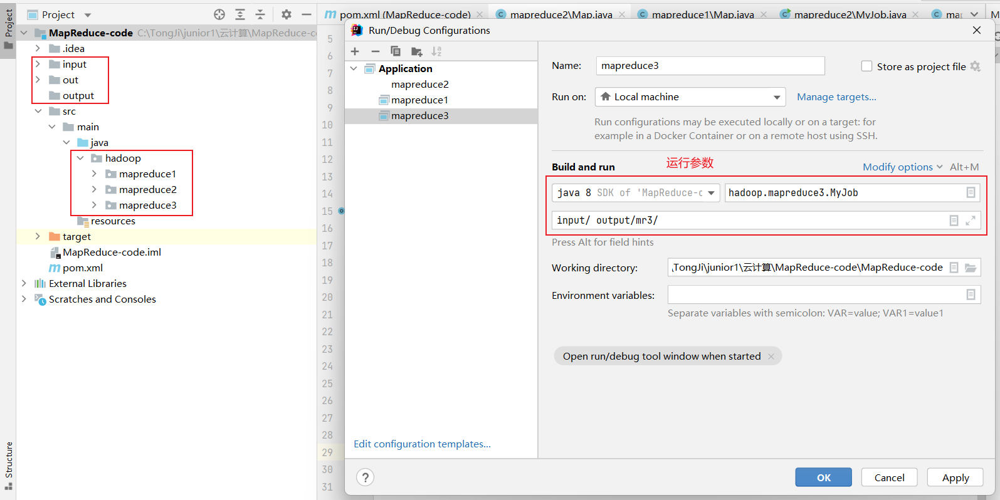 Project
Structure
Project
MapReduce-code C:\TongJi\junior1\云计算\MapReduce-c
.idea
input
out
output
src
main
java
hadoop
mapreduce1
mapreduce2
mapreduce3
resources
target
MapReduce-code.iml
pom.xml
External Libraries
Scratches and Consoles
pom.xml (MapReduce-code)
mapreduce2\Map.java
mapreduce1\Map.java
mapreduce2\MyJob.java
5
6
7
8
9
10
11
12
13
14
15
16
17
18
19
20
21
22
23
24
25
26
27
28
29
30
31
Run/Debug Configurations
Application
mapreduce2
mapreduce1
mapreduce3
Edit configuration templates...
Name: mapreduce3
Store as project file
Run on: Local machine
Manage targets...
Run configurations may be executed locally or on a target: for
example in a Docker Container or on a remote host using SSH.
运行参数
Build and run
Modify options Alt+M
java 8 SDK of 'MapReduce-c
hadoop.mapreduce3.MyJob
input/ output/mr3/
Press Alt for field hints
Working directory: \TongJi\junior1\云计算\MapReduce-code\MapReduce-code
Environment variables:
Separate variables with semicolon: VAR=value; VAR1=value1
Open run/debug tool window when started
?
OK
Cancel
Apply